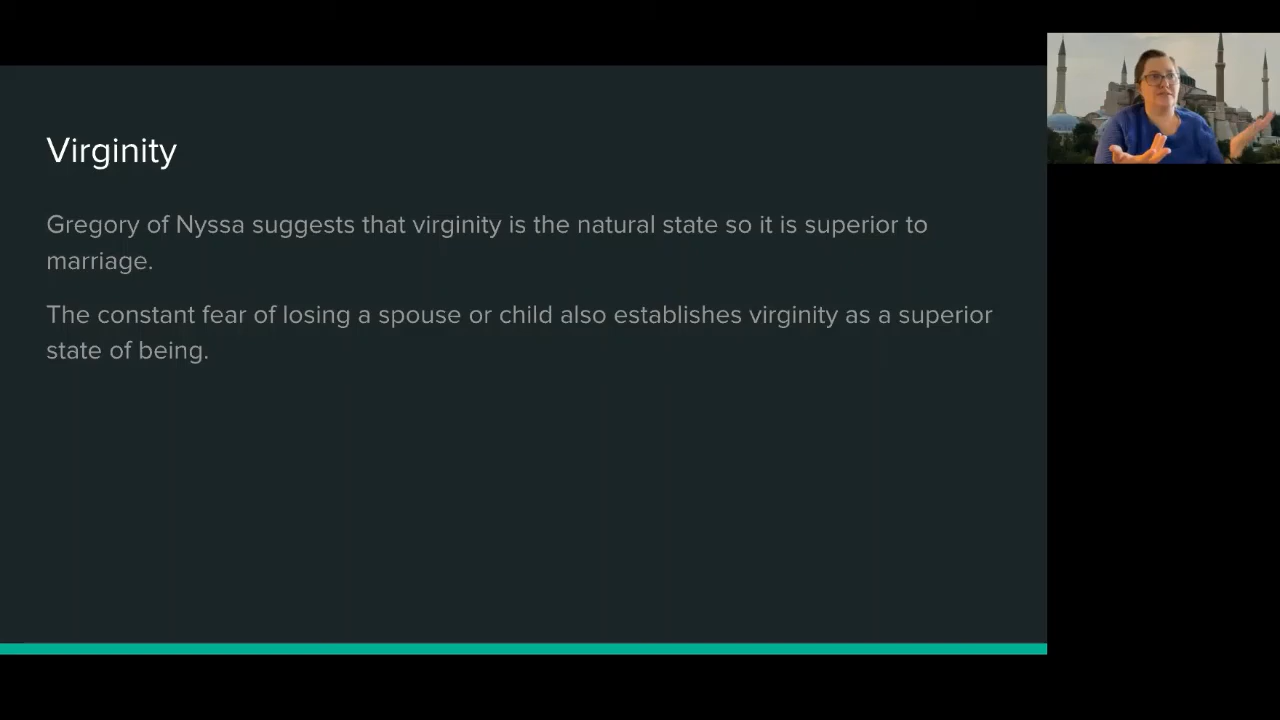 Virginity
Gregory of Nyssa suggests that virginity is the natural state so it is superior to
marriage.
The constant fear of losing a spouse or child also establishes virginity as a superior
state of being.